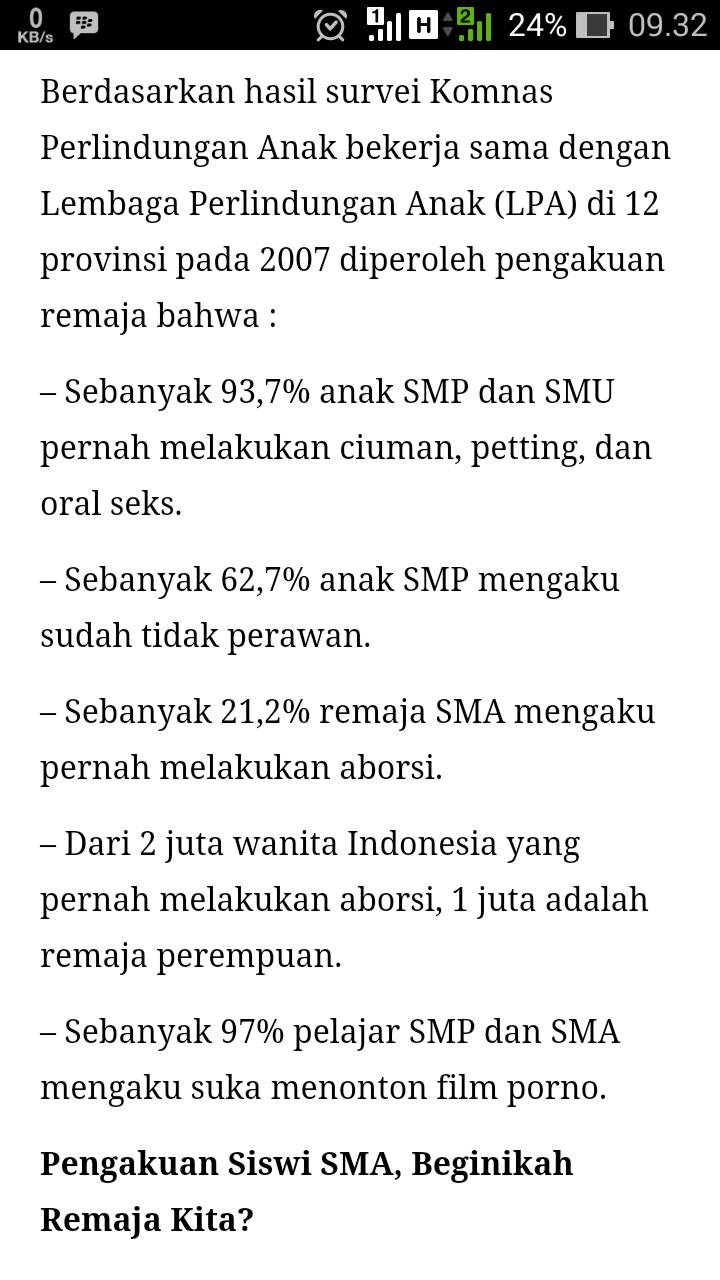 0
KB/s
1
H
2
24%
09.32
Berdasarkan hasil survei Komnas
Perlindungan Anak bekerja sama dengan
Lembaga Perlindungan Anak (LPA) di 12
provinsi pada 2007 diperoleh pengakuan
remaja bahwa :
– Sebanyak 93,7% anak SMP dan SMU
pernah melakukan ciuman, petting, dan
oral seks.
– Sebanyak 62,7% anak SMP mengaku
sudah tidak perawan.
– Sebanyak 21,2% remaja SMA mengaku
pernah melakukan aborsi.
– Dari 2 juta wanita Indonesia yang
pernah melakukan aborsi, 1 juta adalah
remaja perempuan.
– Sebanyak 97% pelajar SMP dan SMA
mengaku suka menonton film porno.
Pengakuan Siswi SMA, Beginikah
Remaja Kita?